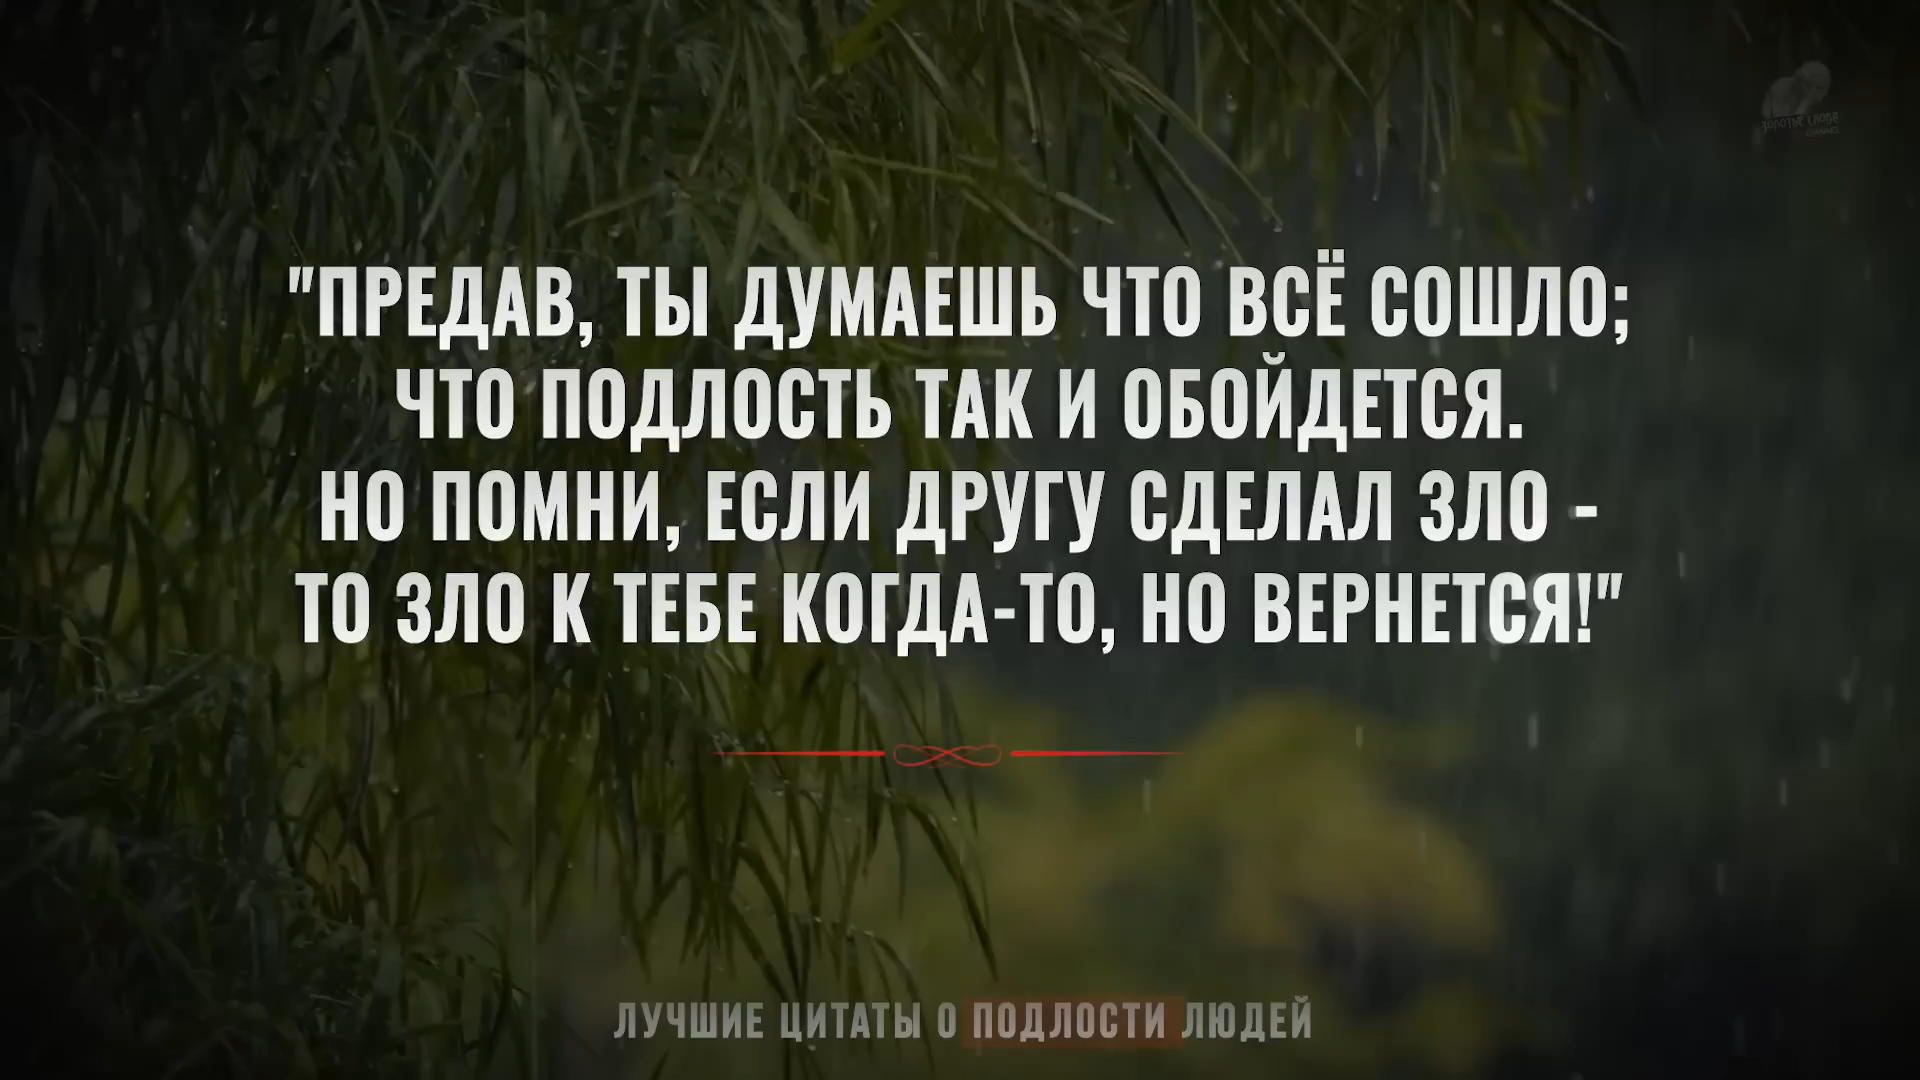 "ПРЕДАВ, ТЫ ДУМАЕШЬ ЧТО ВСЁ СОШЛО;
ЧТО ПОДЛОСТЬ ТАК И ОБОЙДЕТСЯ.
НО ПОМНИ, ЕСЛИ ДРУГУ СДЕЛАЛ ЗЛО -
ТО ЗЛО К ТЕБЕ КОГДА-ТО, НО ВЕРНЕТСЯ!"
ЛУЧШИЕ ЦИТАТЫ О ПОДЛОСТИ ЛЮДЕЙ